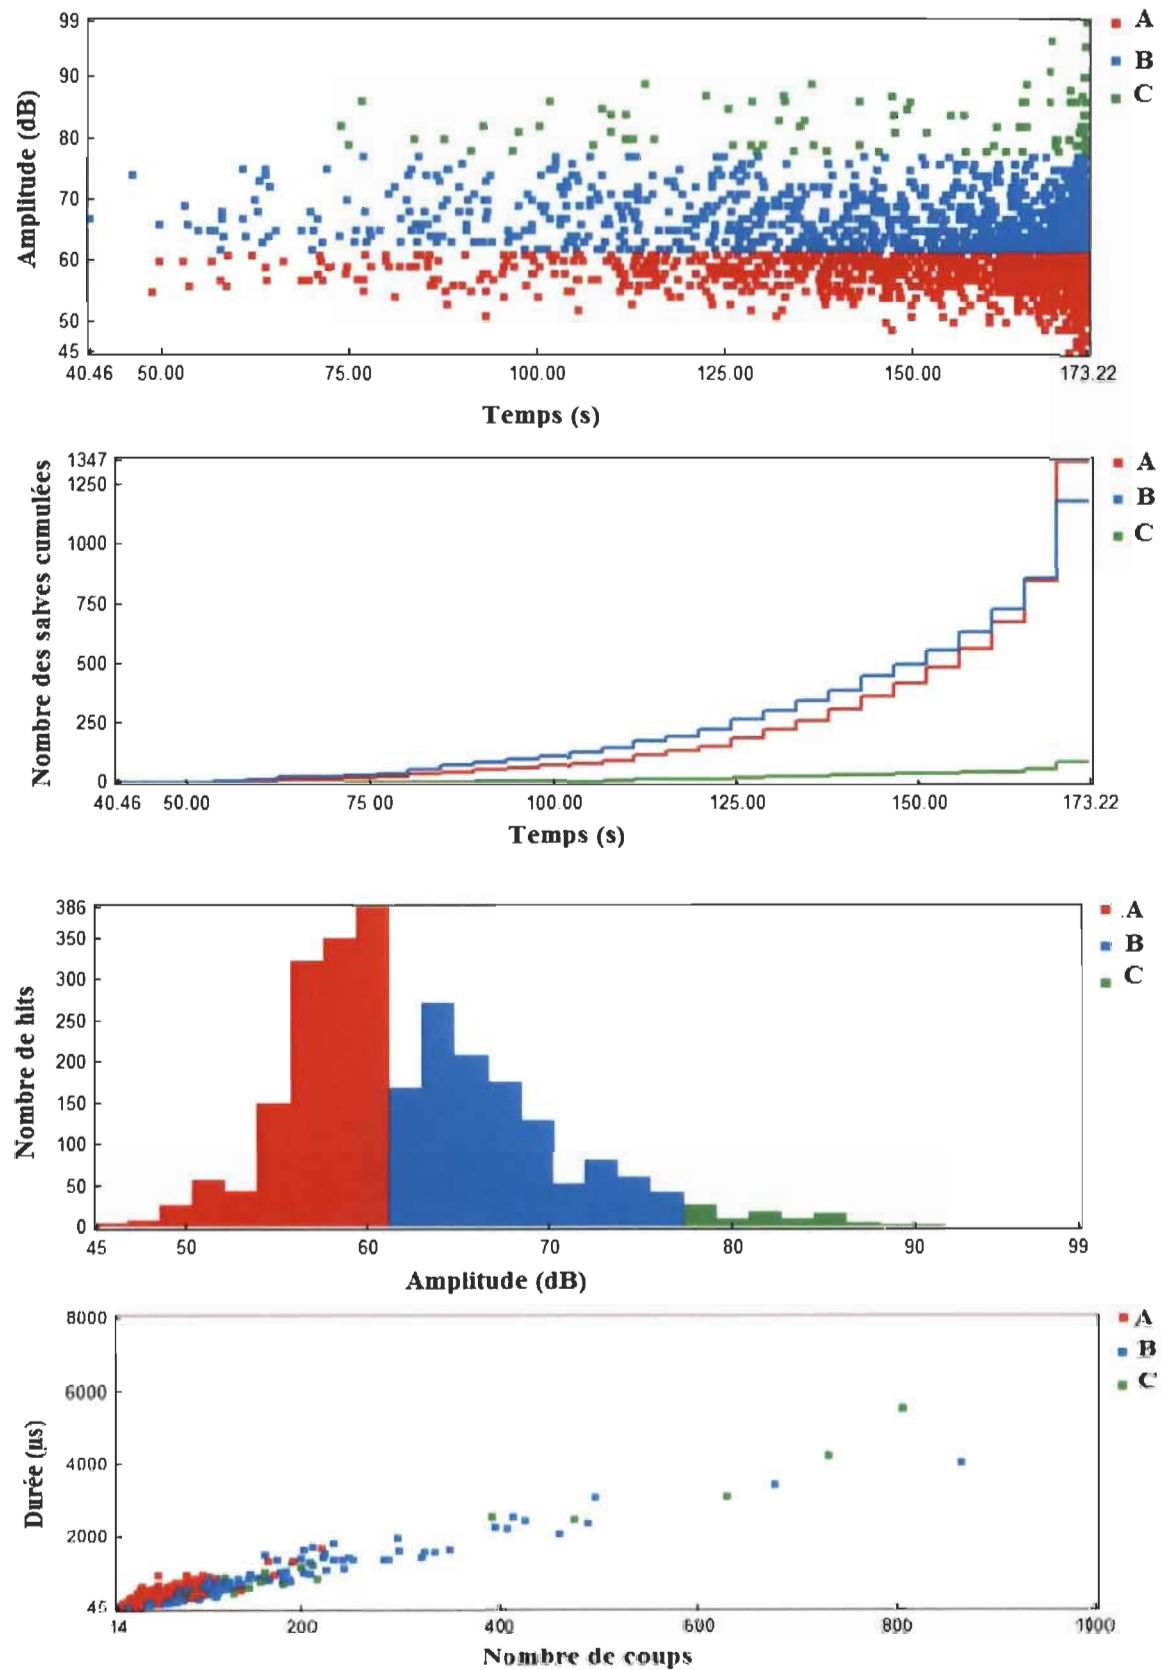 99
90
80
70
60
50
45
Amplitude (dB)
40.46 50.00 75.00 100.00 125.00 150.00 173.22
Temps (s)
A
B
C
1347
1250
1000
750
500
250
0
Nombre des salves cumulées
40.46 50.00 75.00 100.00 125.00 150.00 173.22
Temps (s)
A
B
C
386
350
300
250
200
150
100
50
0
Nombre de hits
45 50 60 70 80 90 99
Amplitude (dB)
A
B
C
8000
6000
4000
2000
45
Durée (µs)
14 200 400 600 800 1000
Nombre de coups
A
B
C